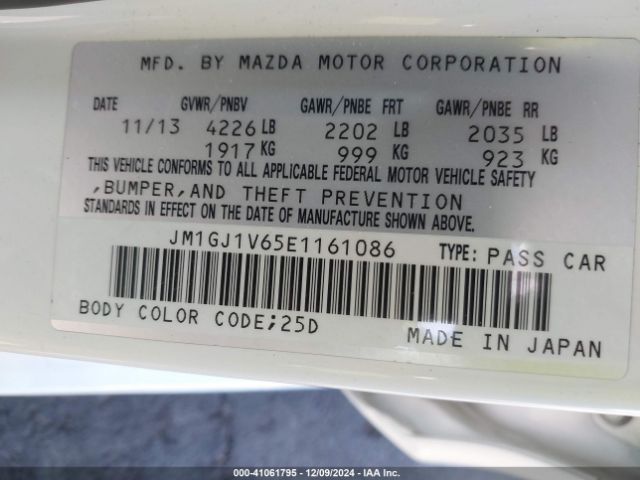 MFD. BY MAZDA MOTOR CORPORATION
DATE GVWR/PNBV GAWR/PNBE FRT GAWR/PNBE RR
11/13 4226 LB 2202 LB 2035 LB
1917 KG 999 KG 923 KG
THIS VEHICLE CONFORMS TO ALL APPLICABLE FEDERAL MOTOR VEHICLE SAFETY
,BUMPER,AND THEFT PREVENTION
STANDARDS IN EFFECT ON THE DATE OF MANUFACTURE SHOWN ABOVE.
JM1GJ1V65E1161086 TYPE: PASS CAR
BODY COLOR CODE;25D MADE IN JAPAN
000-41061795 - 12/09/2024 - IAA Inc.